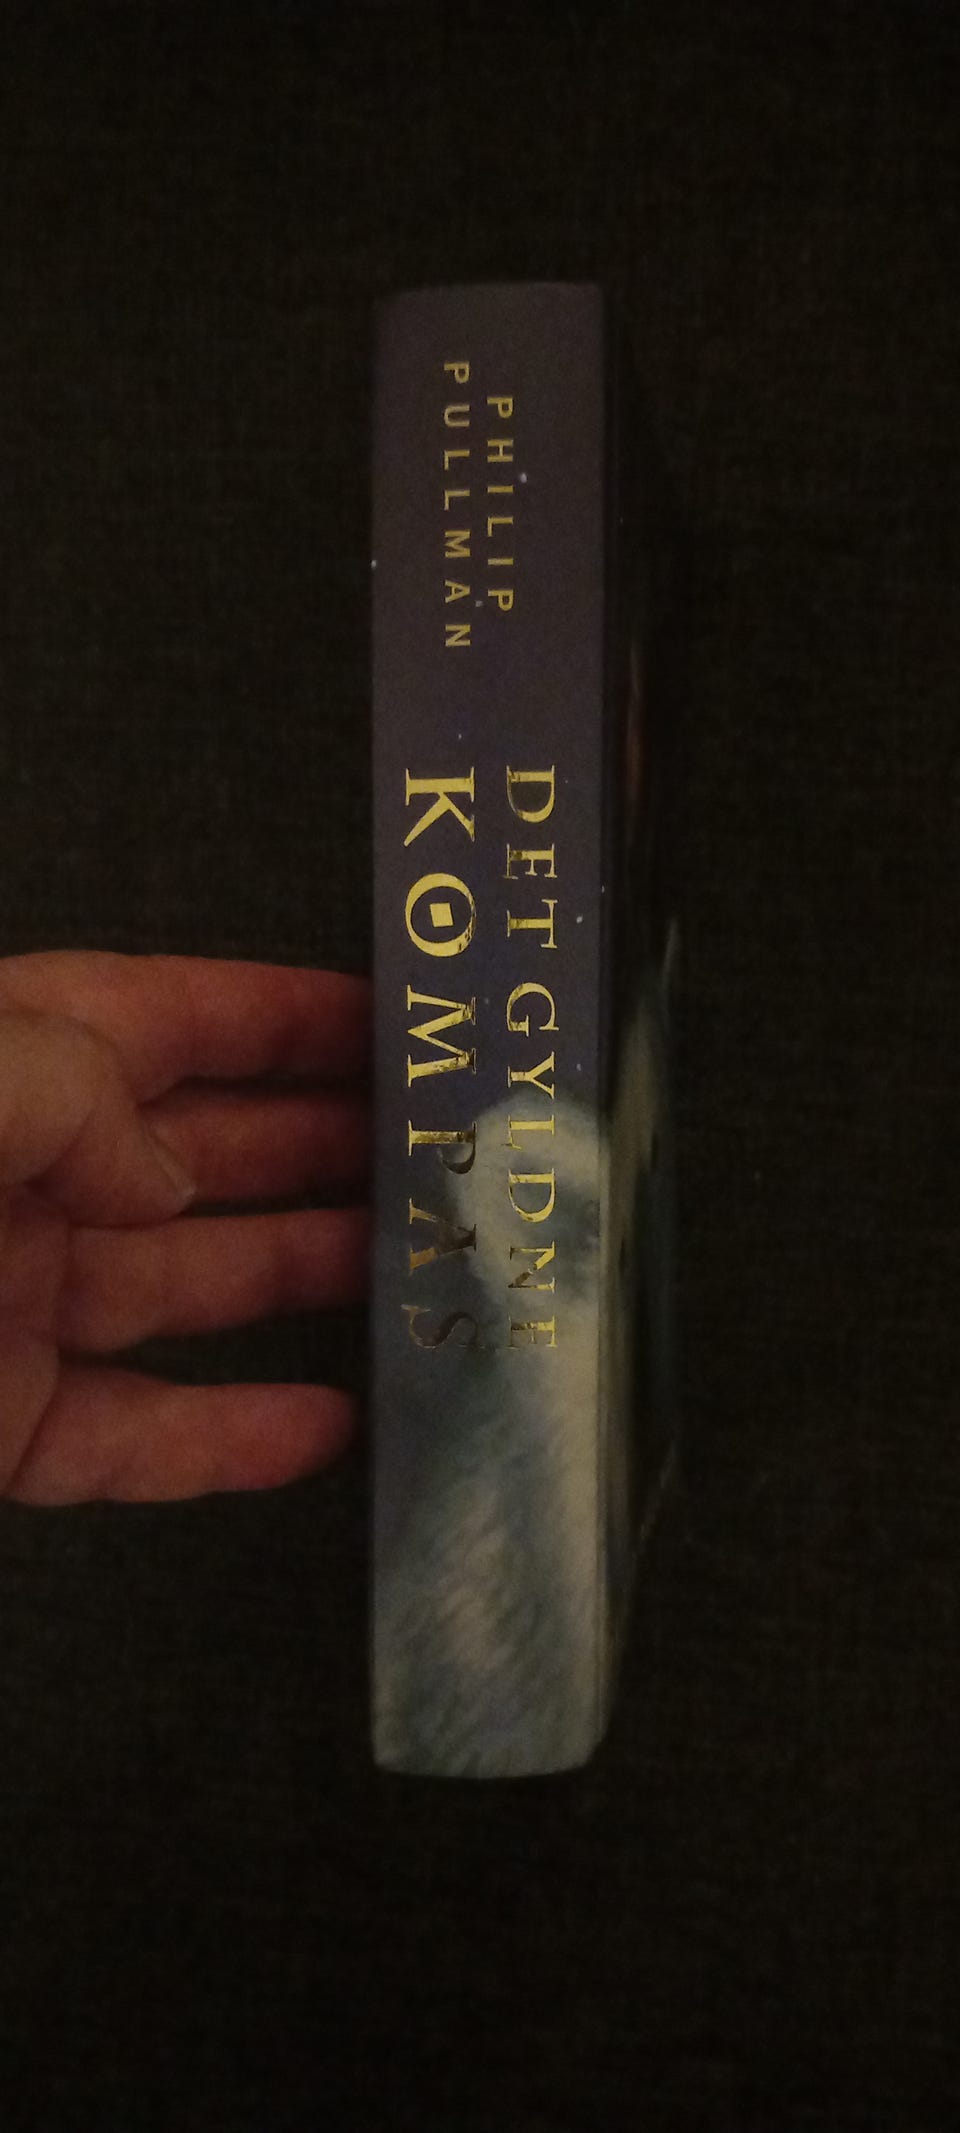 PHILIP
PULLMAN
DET GYLDNE
KOMPAS